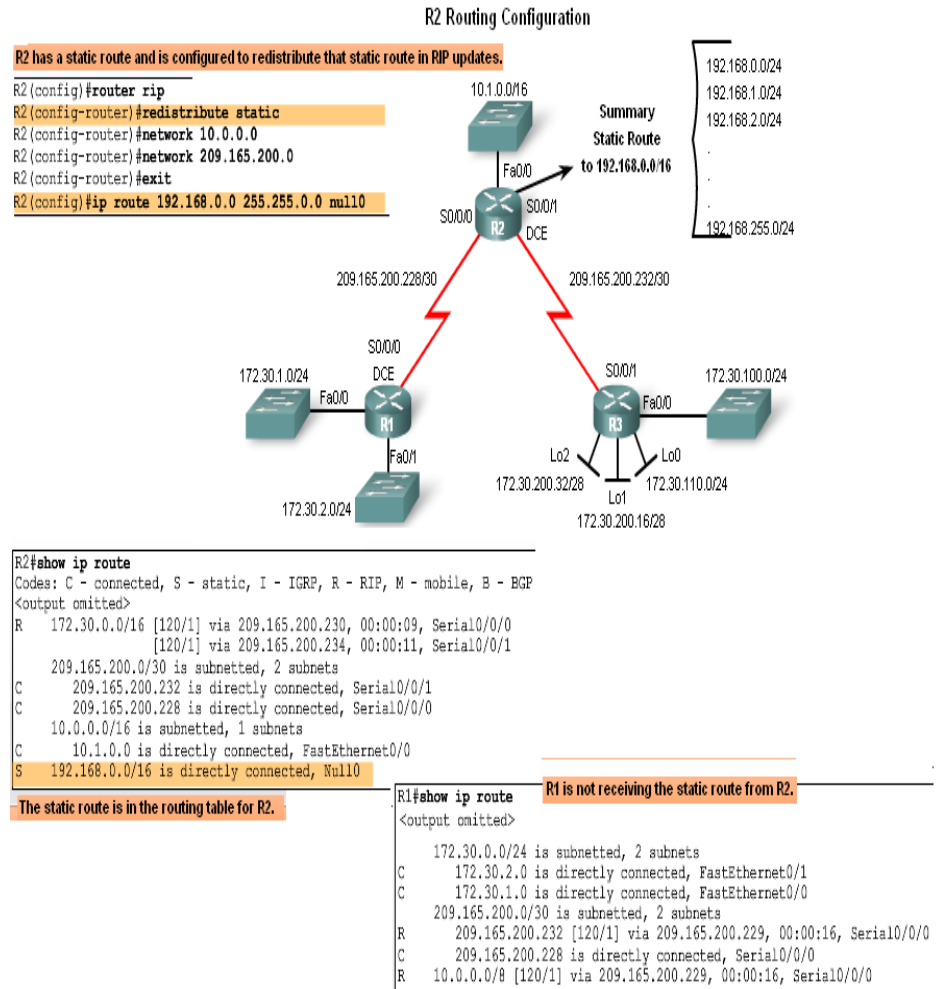 R2 Routing Configuration
R2 has a static route and is configured to redistribute that static route in RIP updates.
R2(config)#router rip
R2(config-router)#redistribute static
R2(config-router)#network 10.0.0.0
R2(config-router)#network 209.165.200.0
R2(config-router)#exit
R2(config)#ip route 192.168.0.0 255.255.0.0 null0
10.1.0.0/16
Fa0/0
S0/0/0
R2
S0/0/1
DCE
Summary
Static Route
to 192.168.0.0/16
192.168.0.0/24
192.168.1.0/24
192.168.2.0/24
.
.
.
192.168.255.0/24
209.165.200.228/30
209.165.200.232/30
S0/0/0
DCE
172.30.1.0/24
Fa0/0
R1
Fa0/1
172.30.2.0/24
S0/0/1
172.30.100.0/24
Fa0/0
R3
Lo2
Lo0
172.30.200.32/28
172.30.110.0/24
Lo1
172.30.200.16/28
R2#show ip route
Codes: C - connected, S - static, I - IGRP, R - RIP, M - mobile, B - BGP
<output omitted>
R 172.30.0.0/16 [120/1] via 209.165.200.230, 00:00:09, Serial0/0/0
[120/1] via 209.165.200.234, 00:00:11, Serial0/0/1
209.165.200.0/30 is subnetted, 2 subnets
C 209.165.200.232 is directly connected, Serial0/0/1
C 209.165.200.228 is directly connected, Serial0/0/0
10.0.0.0/16 is subnetted, 1 subnets
C 10.1.0.0 is directly connected, FastEthernet0/0
S 192.168.0.0/16 is directly connected, Null0
The static route is in the routing table for R2.
R1#show ip route
R1 is not receiving the static route from R2.
<output omitted>
172.30.0.0/24 is subnetted, 2 subnets
C 172.30.2.0 is directly connected, FastEthernet0/1
C 172.30.1.0 is directly connected, FastEthernet0/0
209.165.200.0/30 is subnetted, 2 subnets
R 209.165.200.232 [120/1] via 209.165.200.229, 00:00:16, Serial0/0/0
C 209.165.200.228 is directly connected, Serial0/0/0
R 10.0.0.0/8 [120/1] via 209.165.200.229, 00:00:16, Serial0/0/0